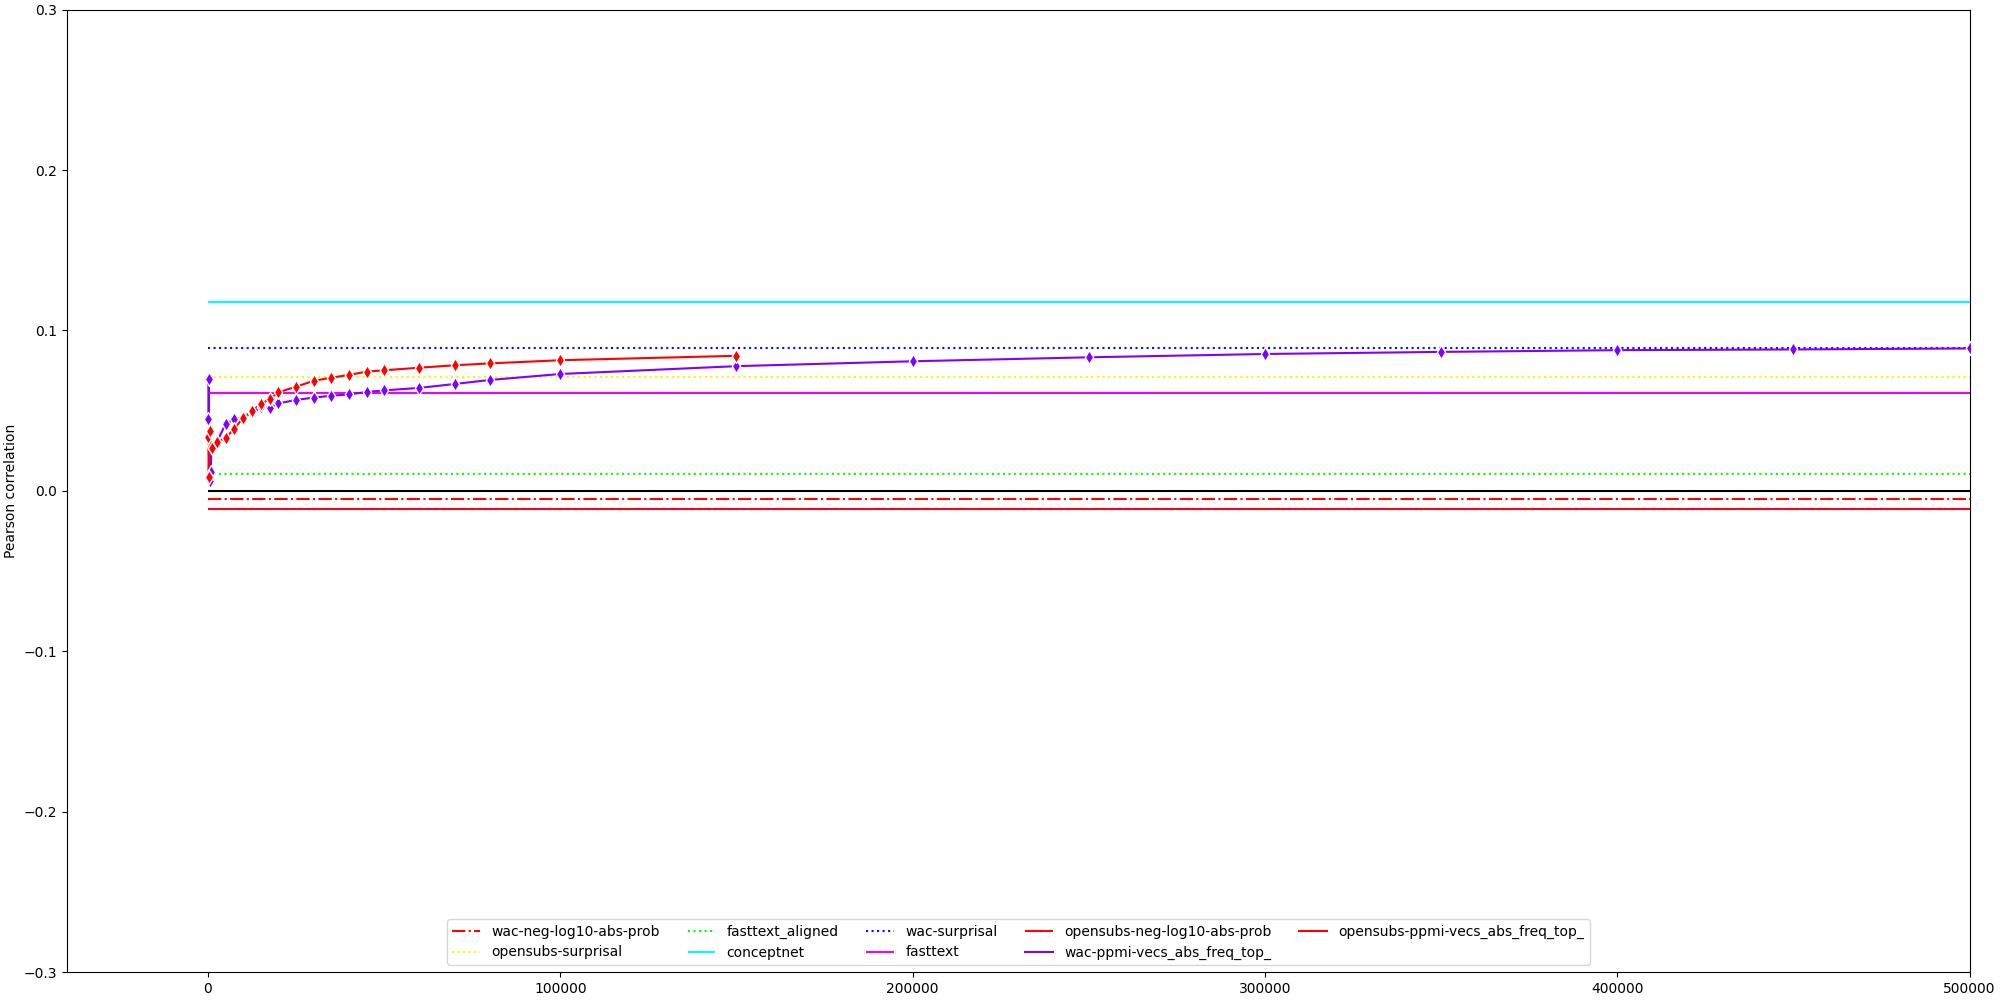 0.3
0.2
0.1
0.0
−0.1
−0.2
−0.3
Pearson correlation
wac-neg-log10-abs-prob
opensubs-surprisal
fasttext_aligned
conceptnet
wac-surprisal
fasttext
opensubs-neg-log10-abs-prob
wac-ppmi-vecs_abs_freq_top_
opensubs-ppmi-vecs_abs_freq_top_
0
100000
200000
300000
400000
500000